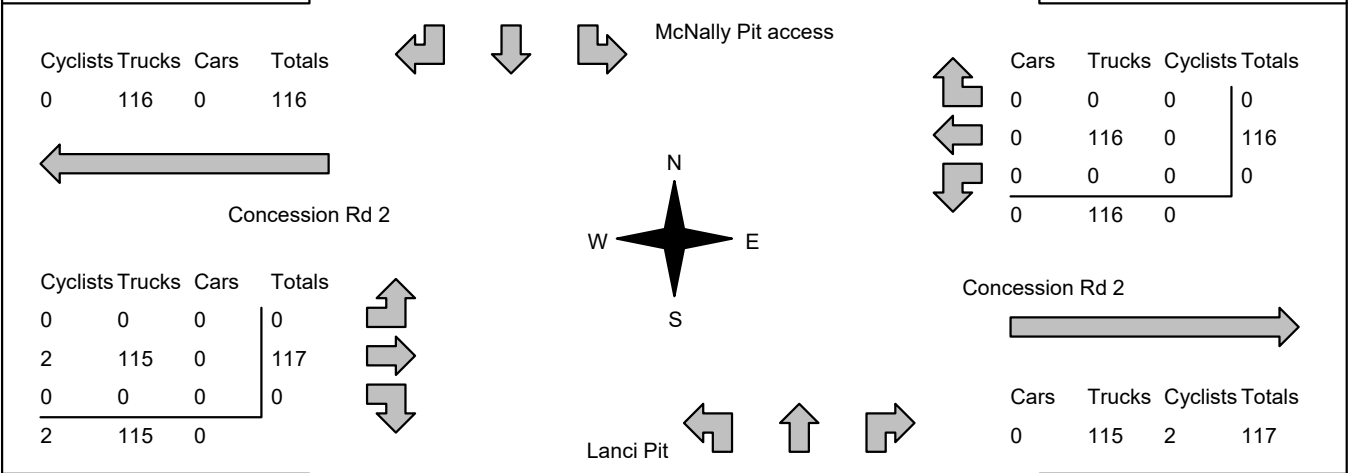 McNally Pit access
Cyclists Trucks Cars Totals
0 116 0 116
Cars Trucks Cyclists Totals
0 0 0 0
0 116 0 116
0 0 0 0
0 116 0
N
W E
S
Concession Rd 2
Cyclists Trucks Cars Totals
0 0 0 0
2 115 0 117
0 0 0 0
2 115 0
Concession Rd 2
Cars Trucks Cyclists Totals
0 115 2 117
Lanci Pit